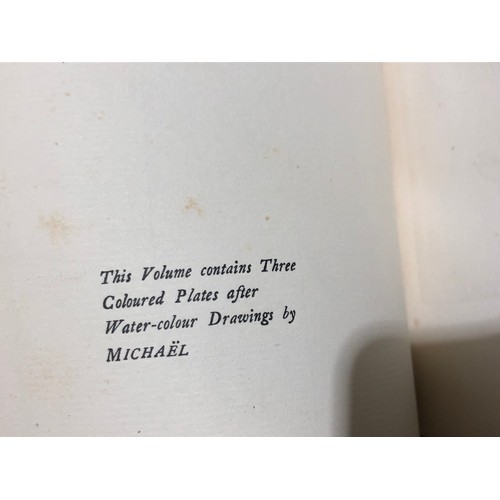 This Volume contains Three
Coloured Plates after
Water-colour Drawings by
MICHAËL